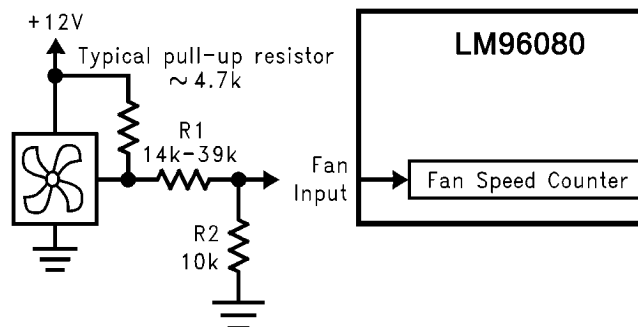 +12V
Typical pull-up resistor
~4.7k
R1
14k-39k
R2
10k
Fan
Input
LM96080
Fan Speed Counter